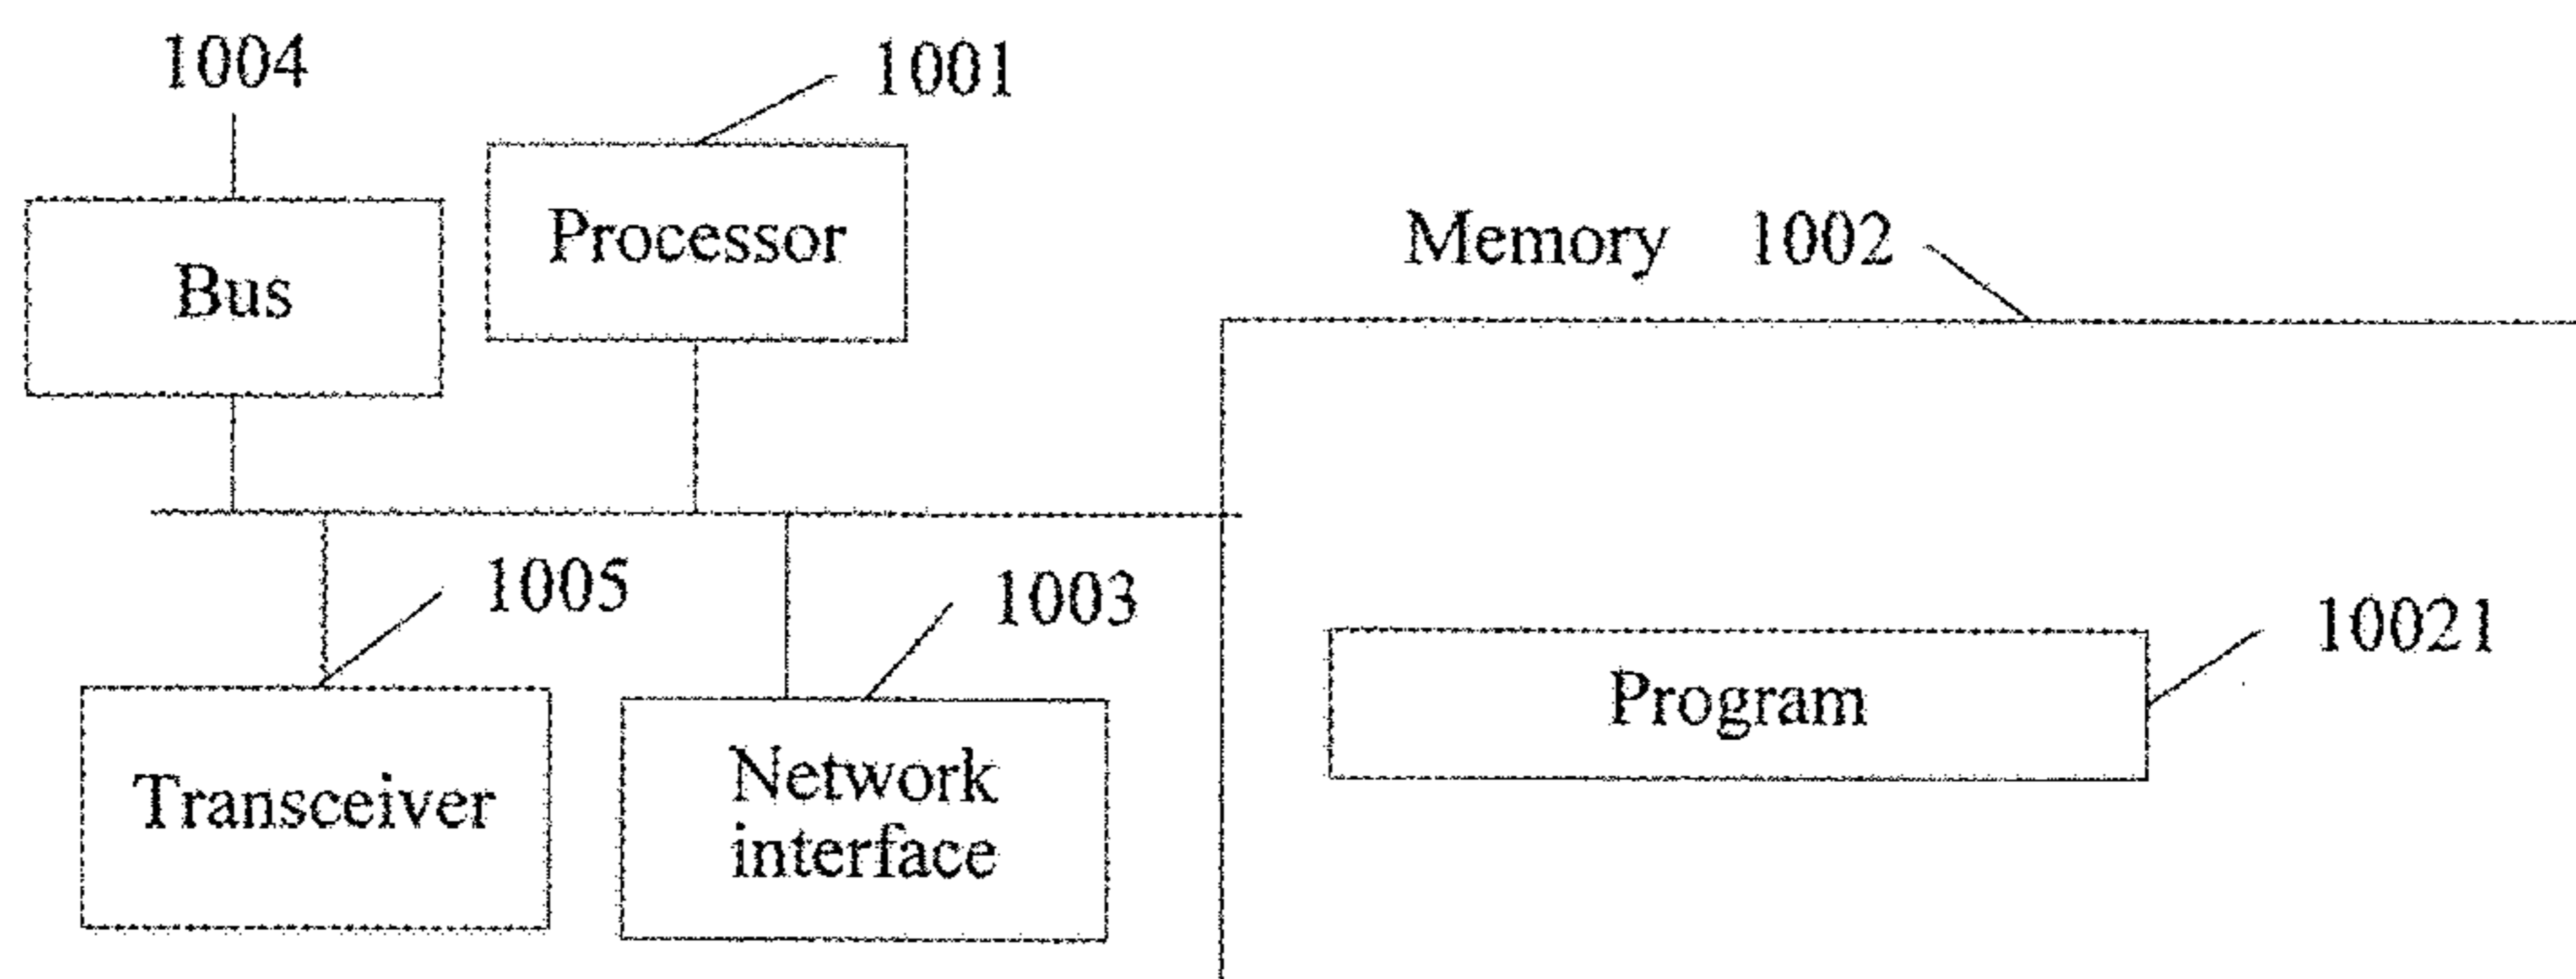 1004
1001
Processor
Memory 1002
Bus
1005
1003
10021
Program
Transceiver
Network
interface